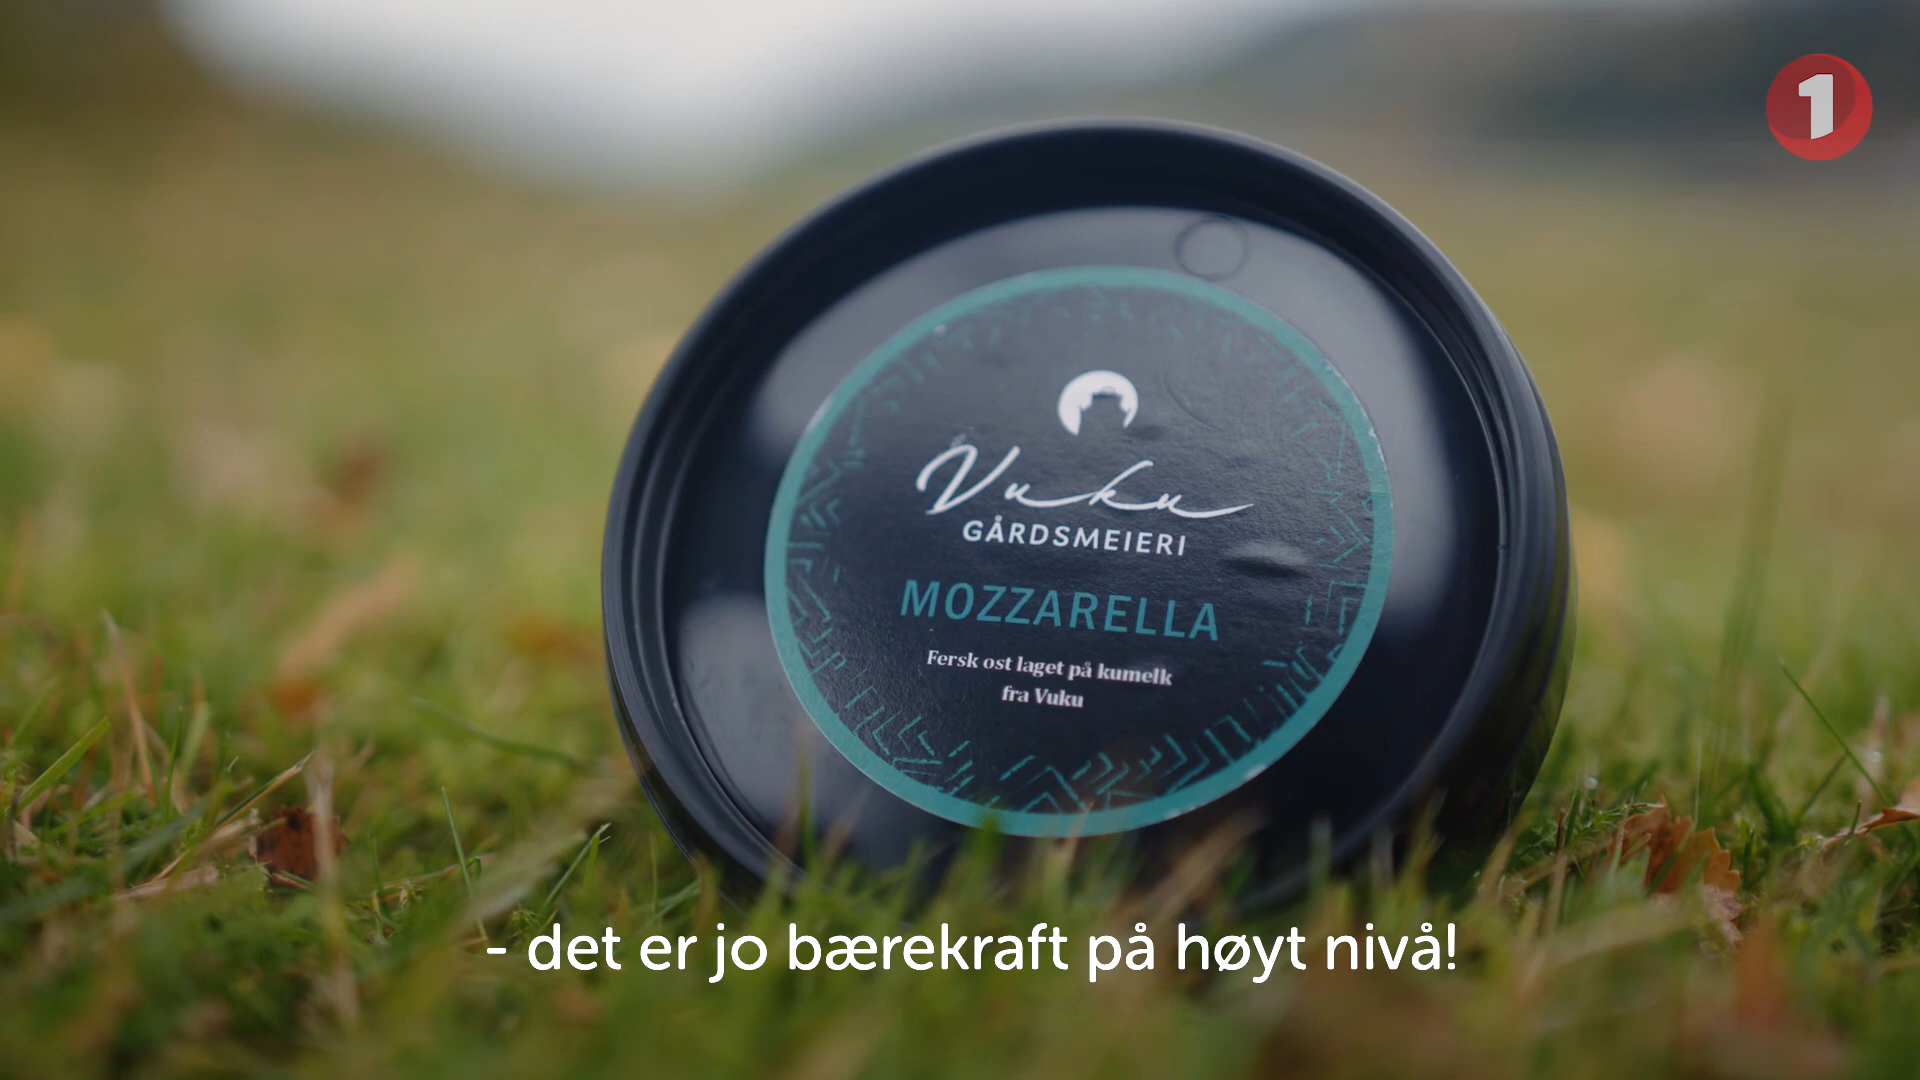 1
Vuku
GÅRDSMEIERI
MOZZARELLA
Fersk ost laget på kumelk
fra Vuku
- det er jo bærekraft på høyt nivå!